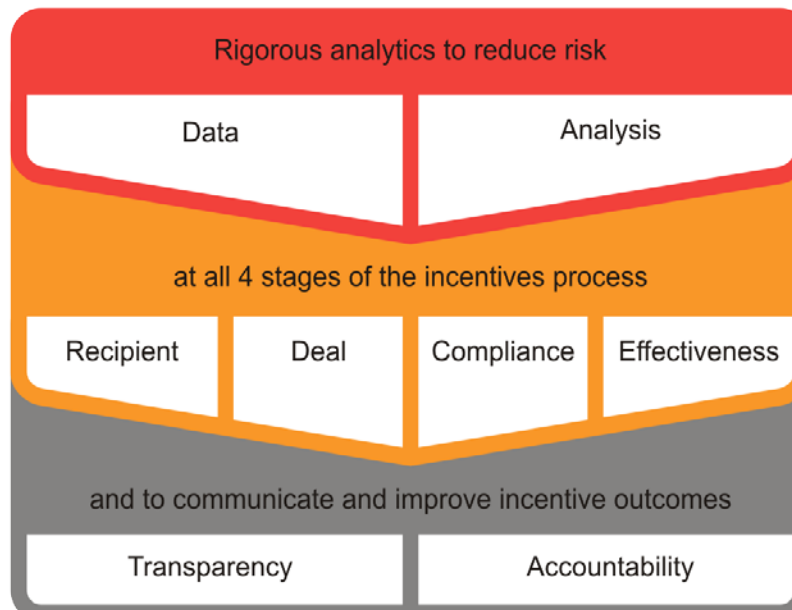 Rigorous analytics to reduce risk
Data
Analysis
at all 4 stages of the incentives process
Recipient
Deal
Compliance
Effectiveness
and to communicate and improve incentive outcomes
Transparency
Accountability